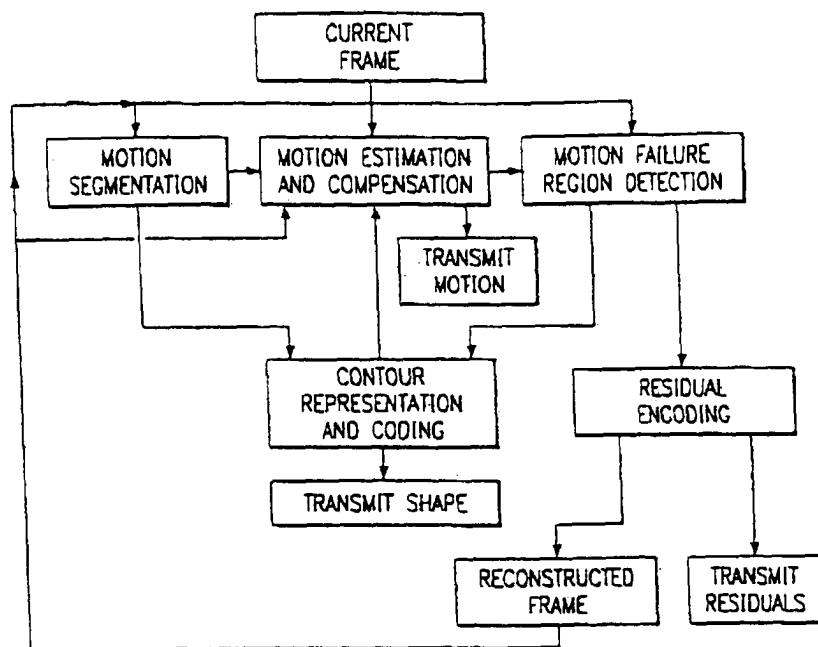 CURRENT
FRAME
MOTION
SEGMENTATION
MOTION ESTIMATION
AND COMPENSATION
MOTION FAILURE
REGION DETECTION
TRANSMIT
MOTION
CONTOUR
REPRESENTATION
AND CODING
RESIDUAL
ENCODING
TRANSMIT SHAPE
RECONSTRUCTED
FRAME
TRANSMIT
RESIDUALS